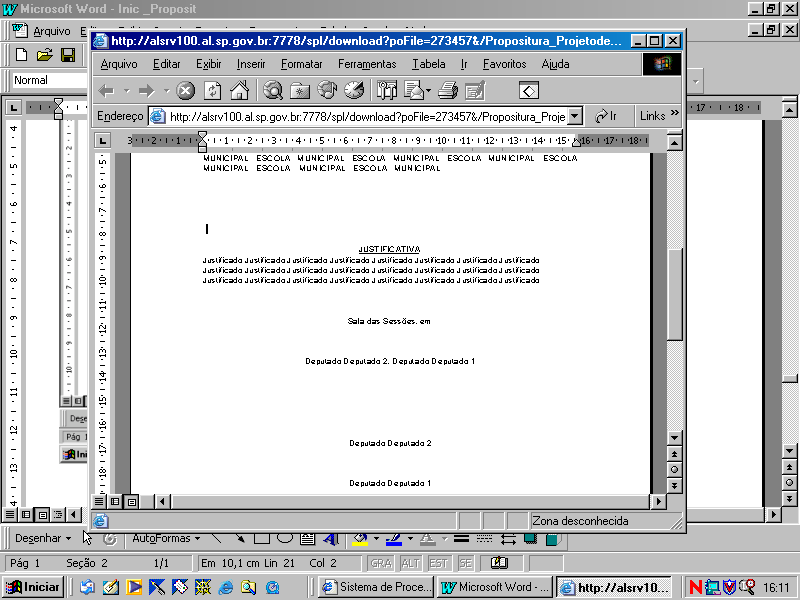 Microsoft Word - Inic _Proposit
Arquivo
Normal
http://alsrv100.al.sp.gov.br:7778/spl/download?poFile=273457&/Propositura_Projetode...
Arquivo Editar Exibir Inserir Formatar Ferramentas Tabela Ir Favoritos Ajuda
Endereço http://alsrv100.al.sp.gov.br:7778/spl/download?poFile=273457&/Propositura_Proje Ir Links »
MUNICIPAL ESCOLA MUNICIPAL ESCOLA MUNICIPAL ESCOLA MUNICIPAL ESCOLA
MUNICIPAL ESCOLA MUNICIPAL ESCOLA MUNICIPAL
JUSTIFICATIVA
Justificado Justificado Justificado Justificado Justificado Justificado Justificado Justificado
Justificado Justificado Justificado Justificado Justificado Justificado Justificado Justificado
Justificado Justificado Justificado Justificado Justificado Justificado Justificado Justificado
Sala das Sessões, em
Deputado Deputado 2, Deputado Deputado 1
Deputado Deputado 2
Deputado Deputado 1
Zona desconhecida
Dese
Pág 1
Ini
Desenhar AutoFormas
Pág 1 Seção 2 1/1 Em 10,1 cm Lin 21 Col 2 GRA ALT EST SE
Iniciar Sistema de Proce... Microsoft Word - ... http://alsrv10... 16:11